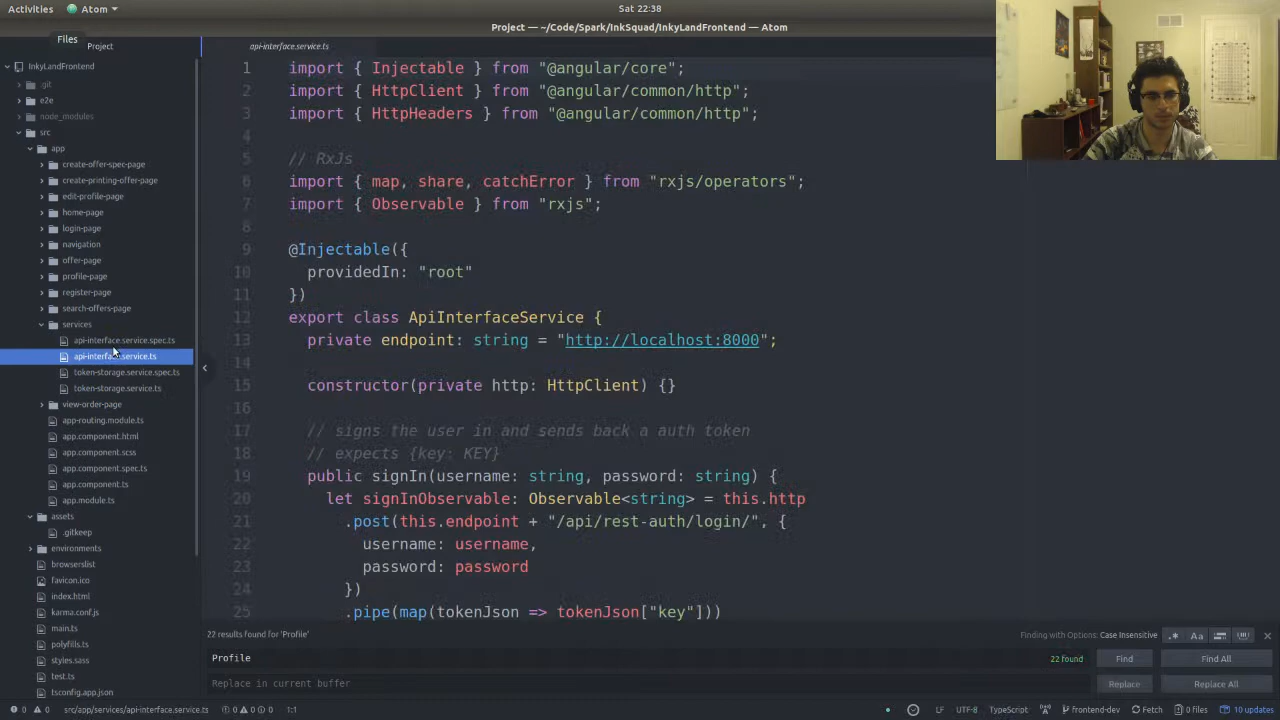 Activities
Atom
Sat 22:38
Project — ~/Code/Spark/InkSquad/InkyLandFrontend — Atom
Files
Project
InkyLandFrontend
.git
e2e
node_modules
src
app
create-offer-spec-page
create-printing-offer-page
edit-profile-page
home-page
login-page
navigation
offer-page
profile-page
register-page
search-offers-page
services
api-interface.service.spec.ts
api-interface.service.ts
token-storage.service.spec.ts
token-storage.service.ts
view-order-page
app-routing.module.ts
app.component.html
app.component.scss
app.component.spec.ts
app.component.ts
app.module.ts
assets
.gitkeep
environments
browserslist
favicon.ico
index.html
karma.conf.js
main.ts
polyfills.ts
styles.sass
test.ts
tsconfig.app.json
api-interface.service.ts
1 import { Injectable } from "@angular/core";
2 import { HttpClient } from "@angular/common/http";
3 import { HttpHeaders } from "@angular/common/http";
4
5 // RxJs
6 import { map, share, catchError } from "rxjs/operators";
7 import { Observable } from "rxjs";
8
9 @Injectable({
10 providedIn: "root"
11 })
12 export class ApiInterfaceService {
13 private endpoint: string = "http://localhost:8000";
14
15 constructor(private http: HttpClient) {}
16
17 // signs the user in and sends back a auth token
18 // expects {key: KEY}
19 public signIn(username: string, password: string) {
20 let signInObservable: Observable<string> = this.http
21 .post(this.endpoint + "/api/rest-auth/login/", {
22 username: username,
23 password: password
24 })
25 .pipe(map(tokenJson => tokenJson["key"]))
22 results found for 'Profile'
Finding with Options: Case Insensitive
.* Aa
Profile
22 found
Find
Find All
Replace in current buffer
Replace
Replace All
0 0 src/app/services/api-interface.service.ts 0 0 0 1:1
LF UTF-8 TypeScript frontend-dev Fetch 0 files 10 updates